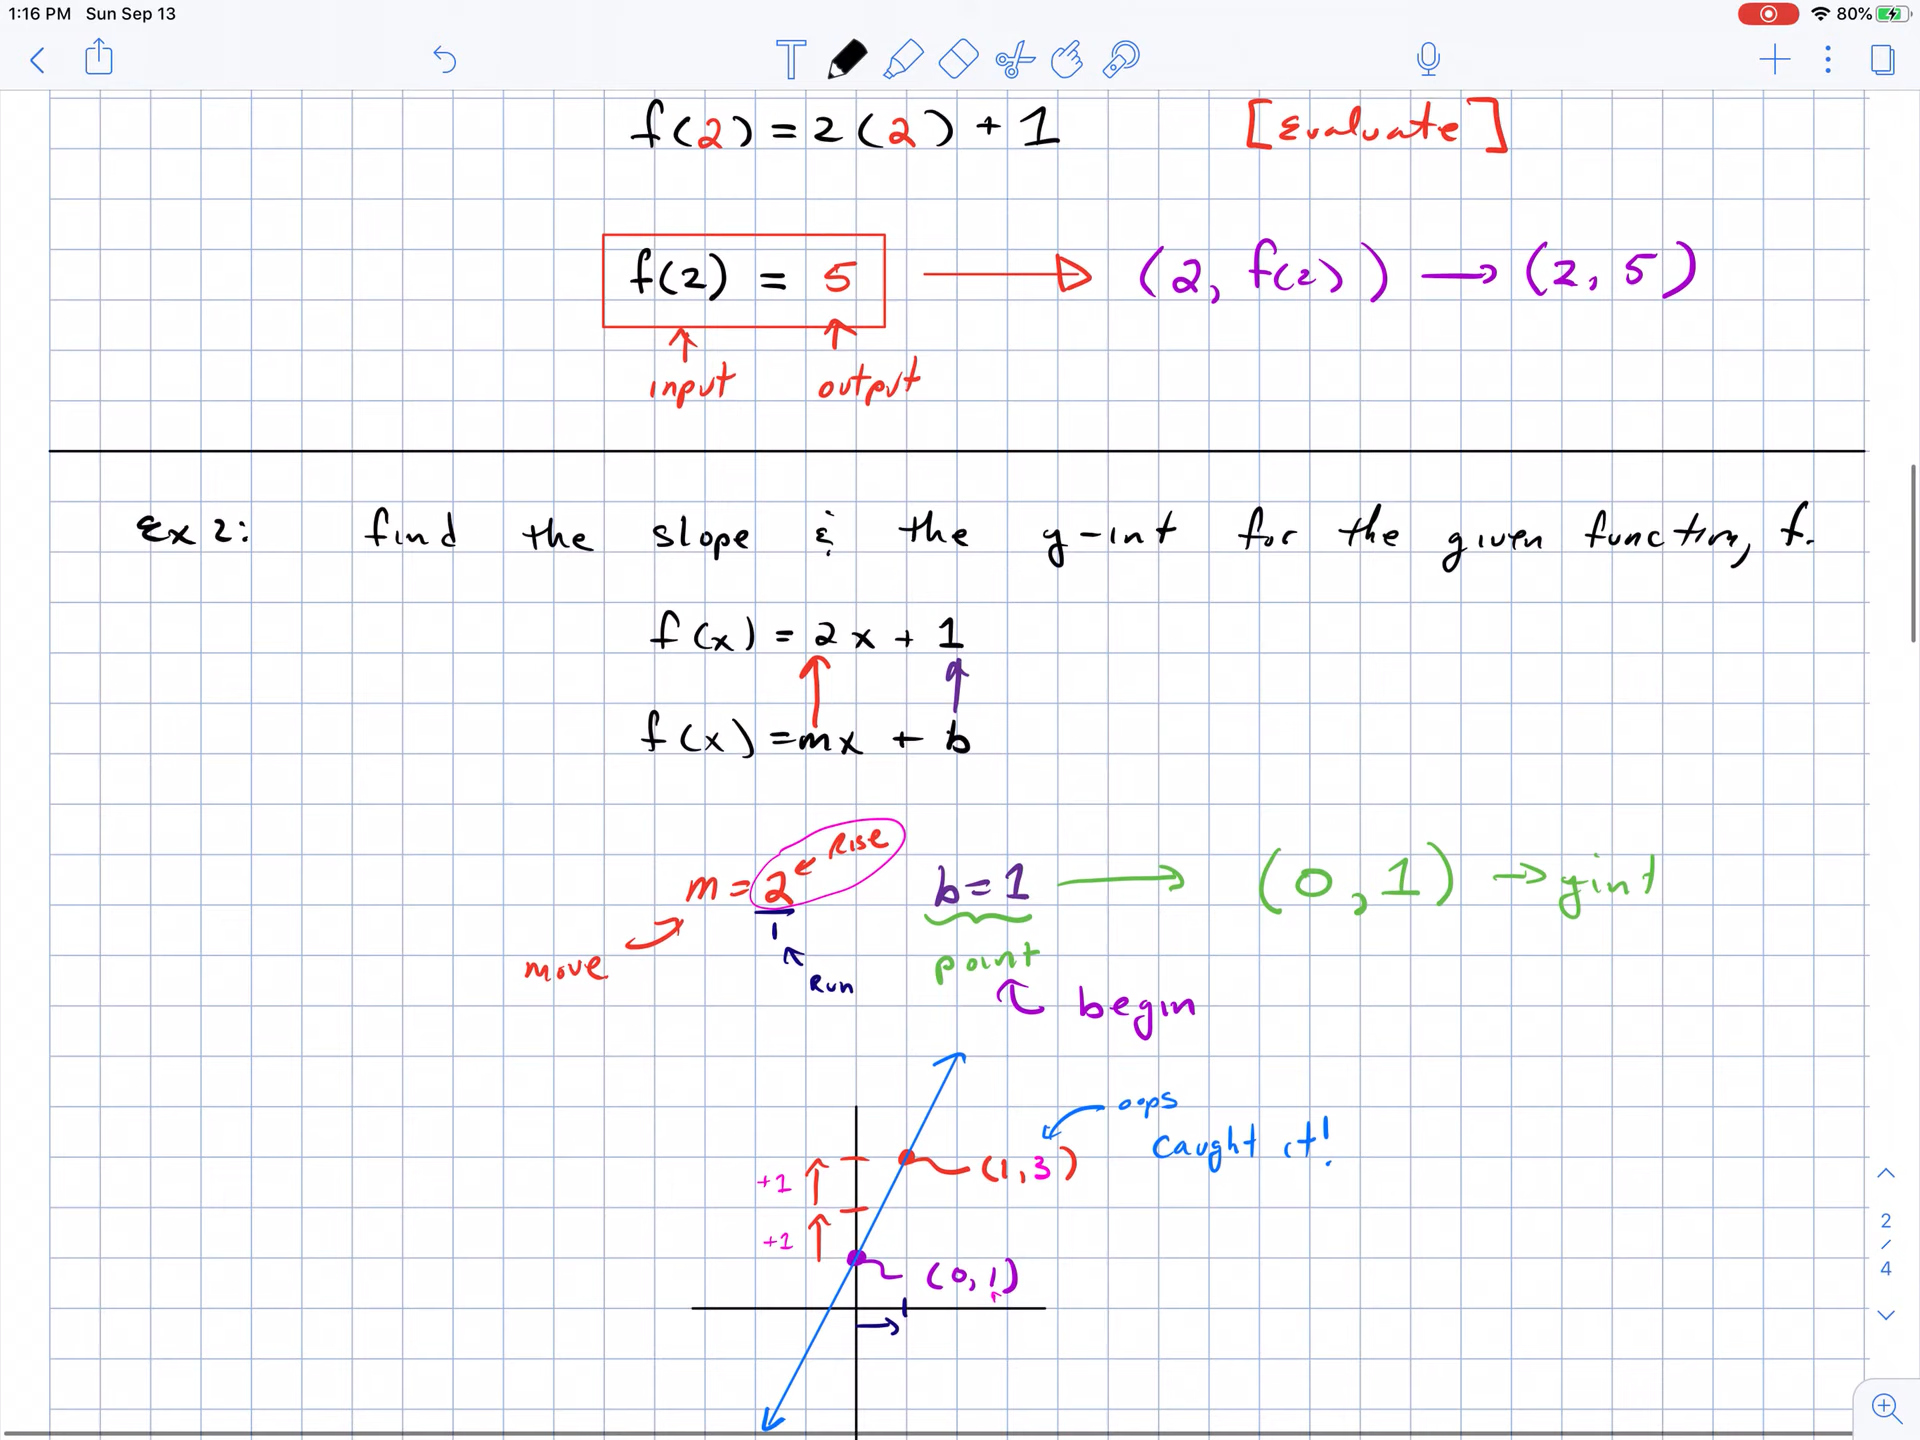 1:16 PM Sun Sep 13
80%
f(2) = 2(2) + 1 [Evaluate]
f(2) = 5 → (2, f(2)) → (2, 5)
↑ ↑
input output
Ex 2: find the slope & the y-int for the given function, f.
f(x) = 2x + 1
f(x) = mx + b
Rise
m = 2 b = 1 → (0, 1) → yint
1
move Run point
begin
oops
Caught it!
+1 (1, 3)
+1
(0, 1)
2
/
4